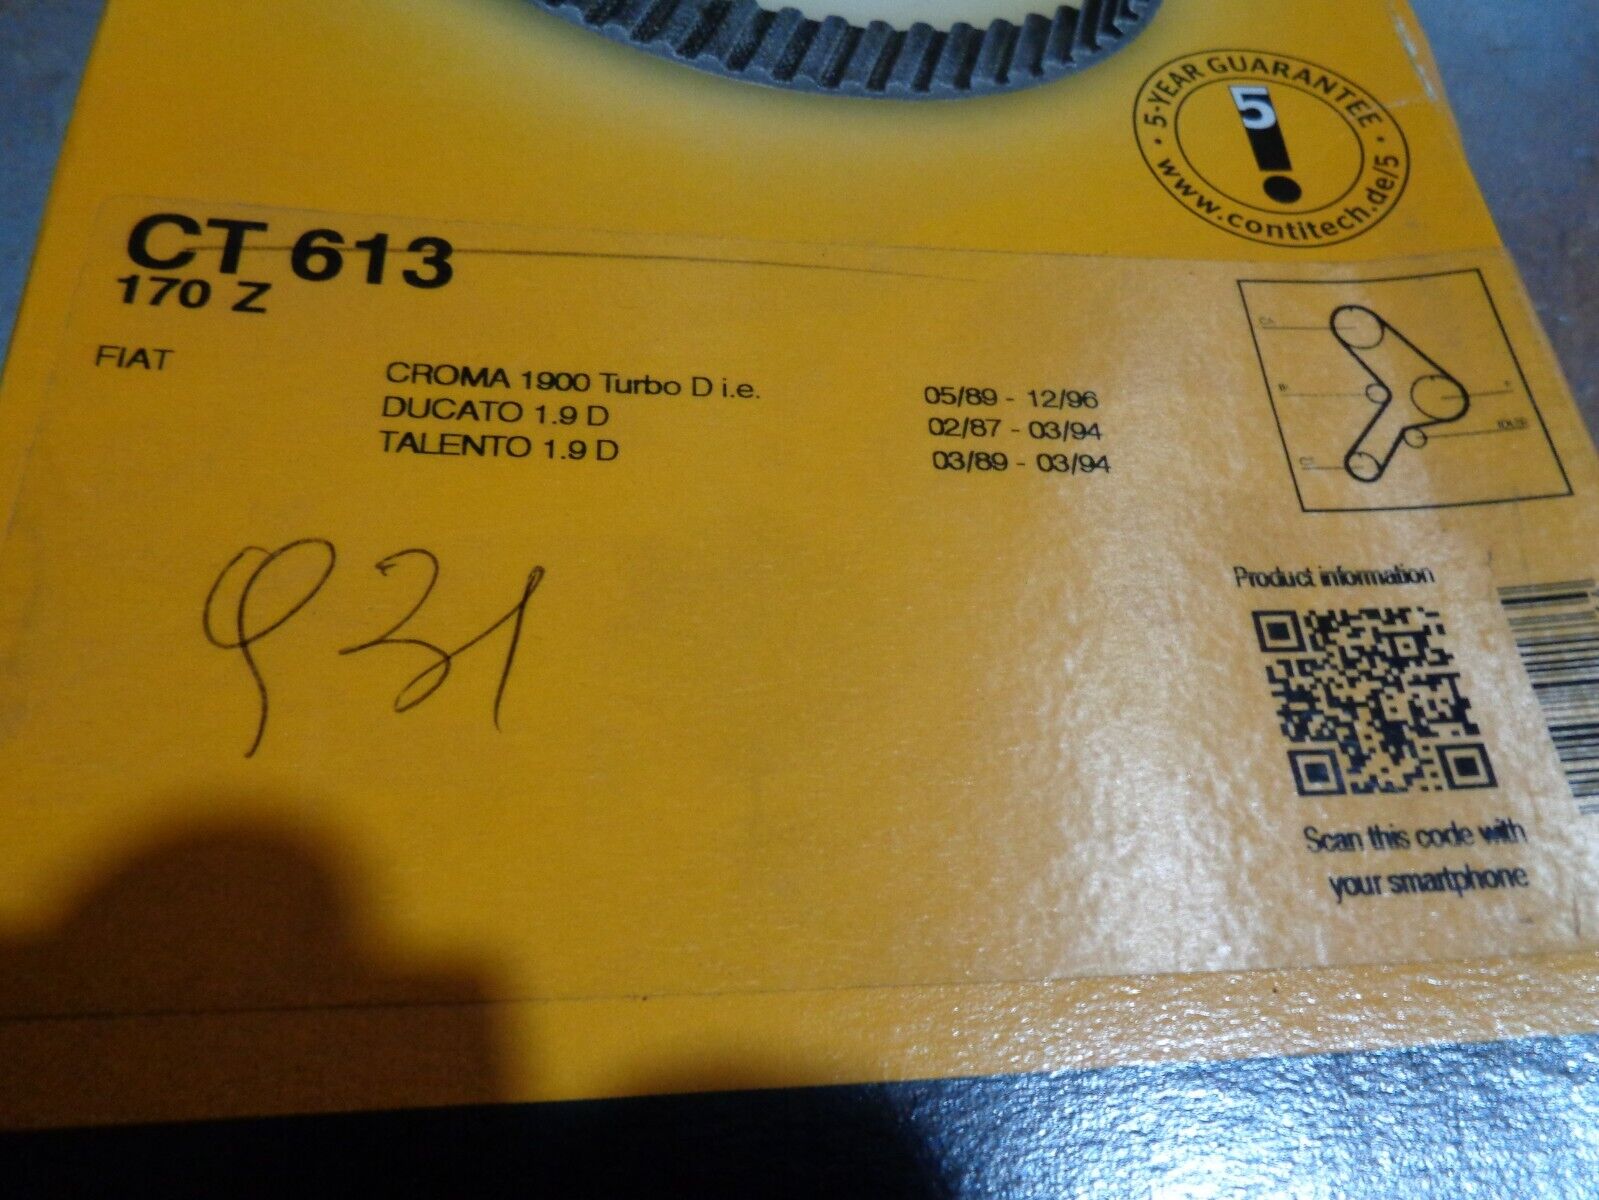 5-YEAR GUARANTEE
5
www.contitech.de/5
CT 613
170 Z
FIAT
CROMA 1900 Turbo D i.e. 05/89 - 12/96
DUCATO 1.9 D 02/87 - 03/94
TALENTO 1.9 D 03/89 - 03/94
931
Product information
Scan this code with
your smartphone